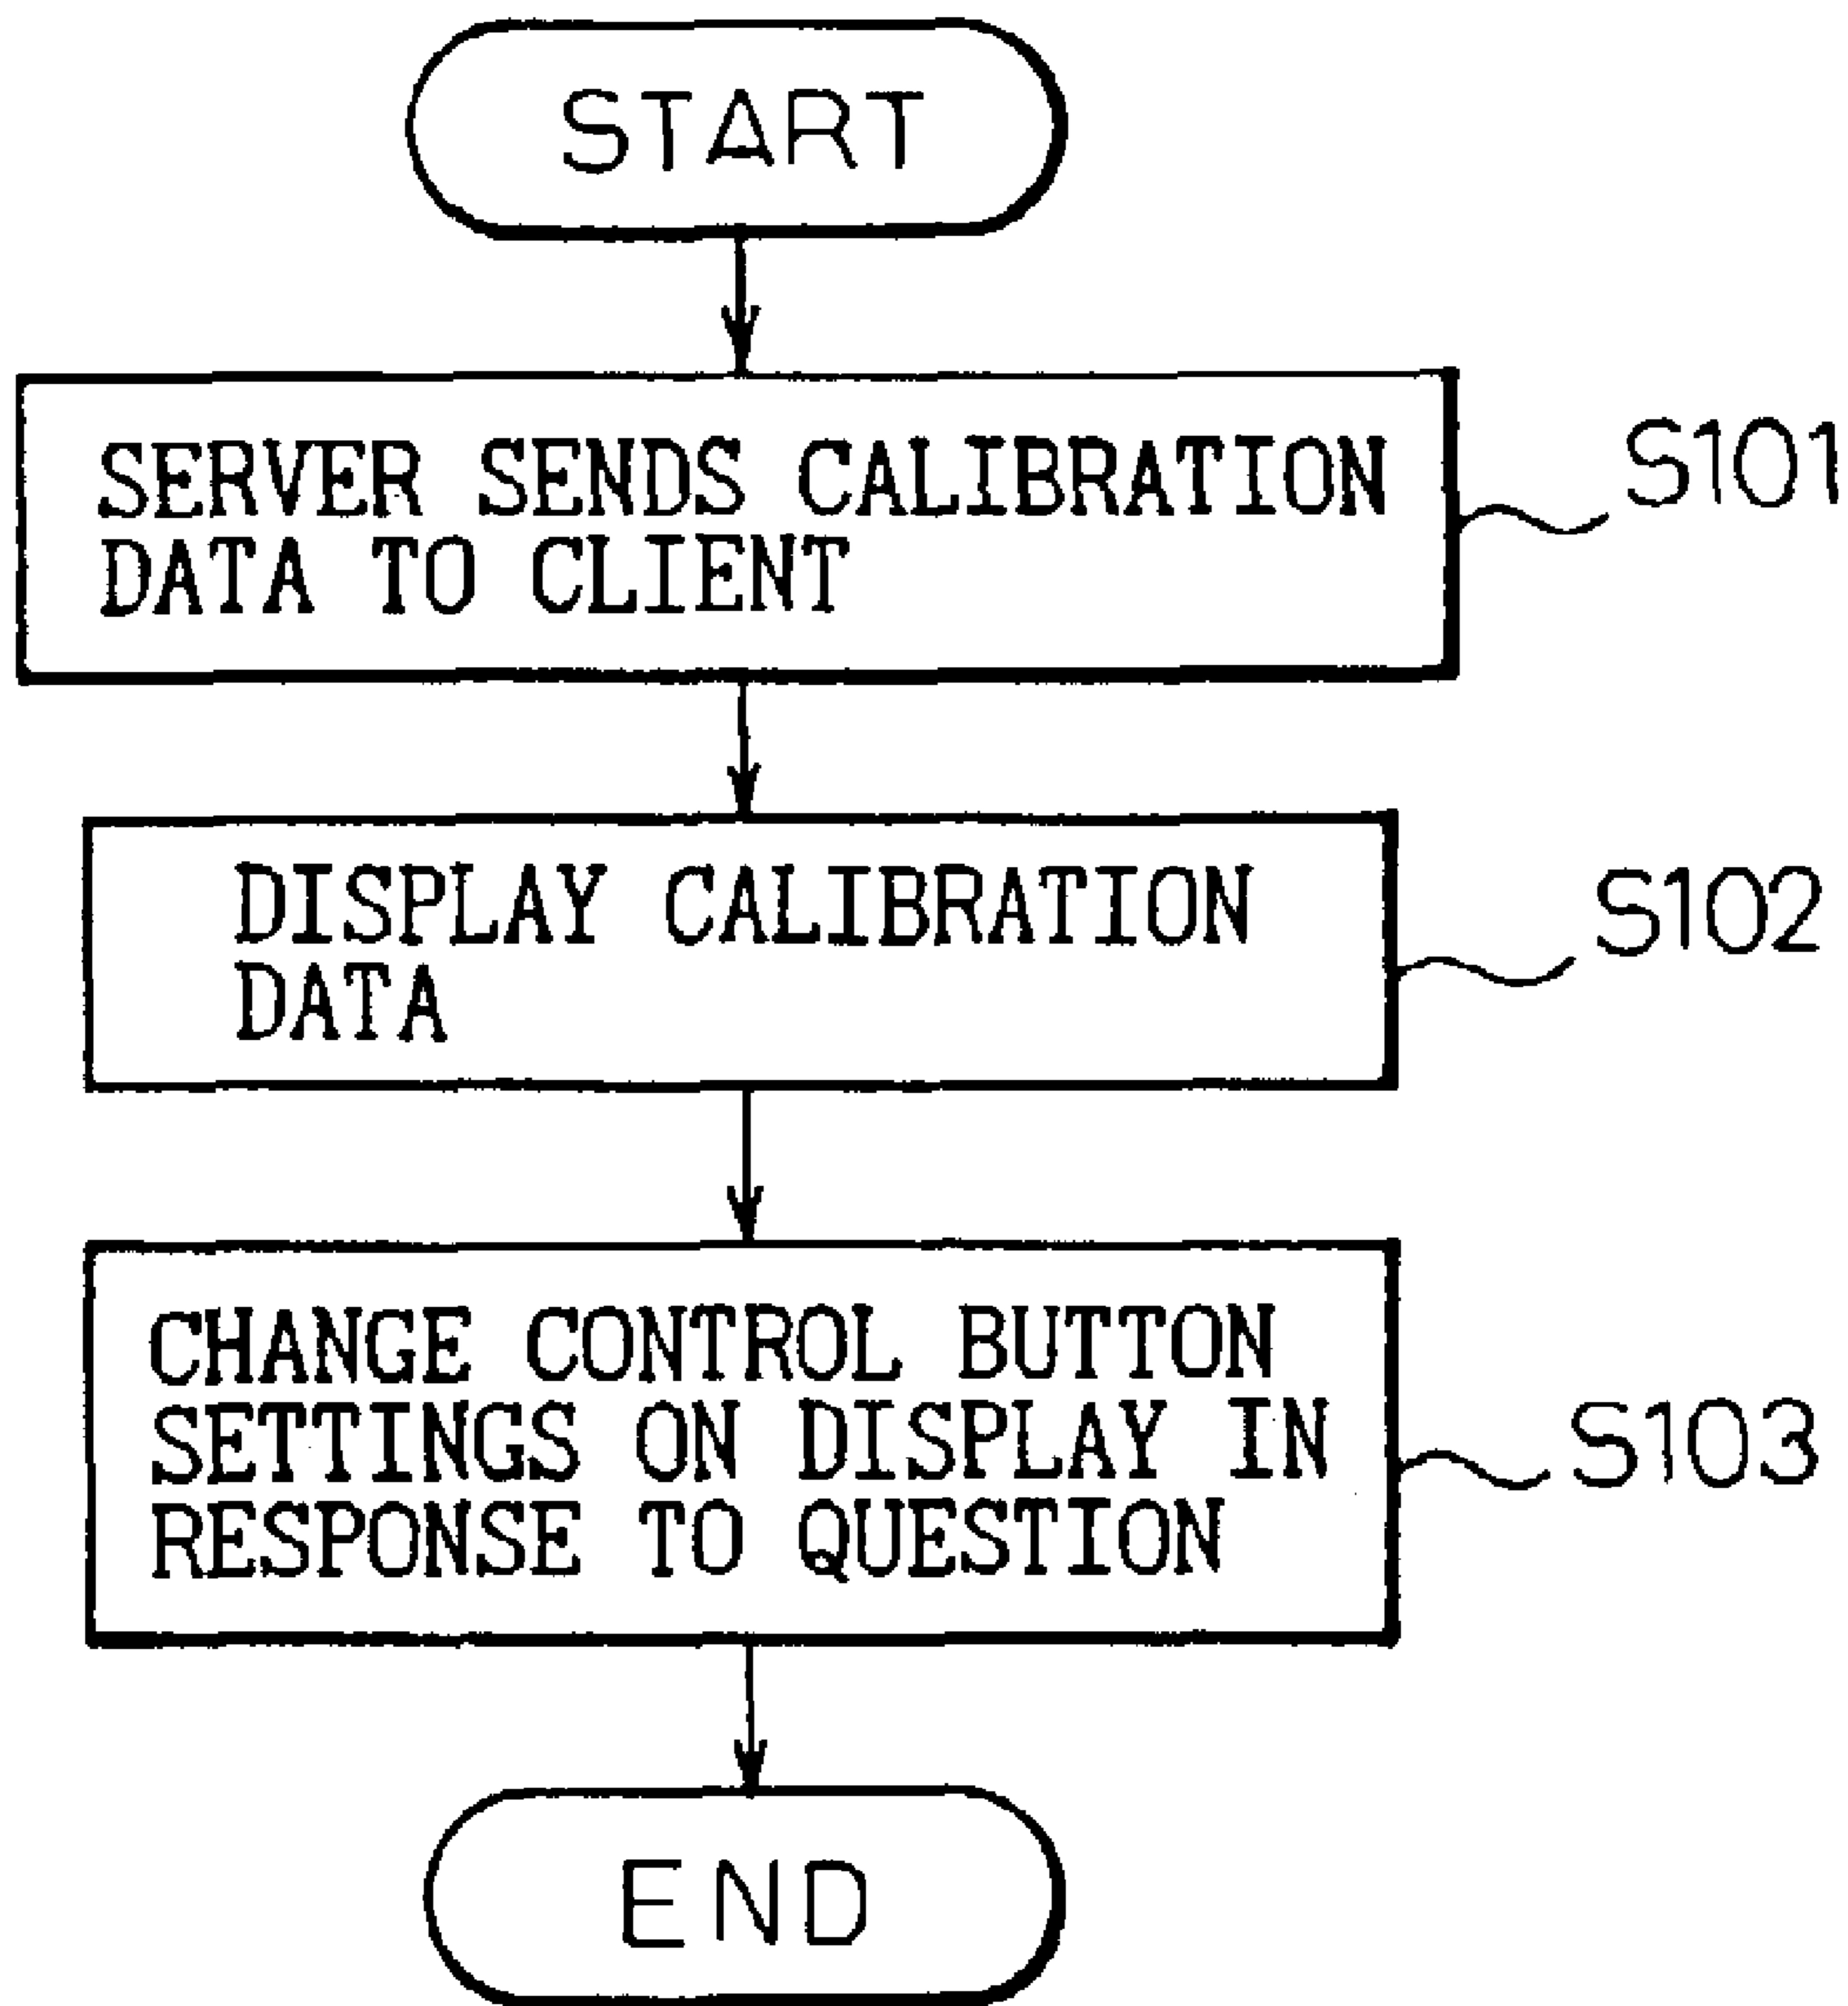 START
SERVER SENDS CALIBRATION
DATA TO CLIENT
S101
DISPLAY CALIBRATION
DATA
S102
CHANGE CONTROL BUTTON
SETTINGS ON DISPLAY IN
RESPONSE TO QUESTION
S103
END